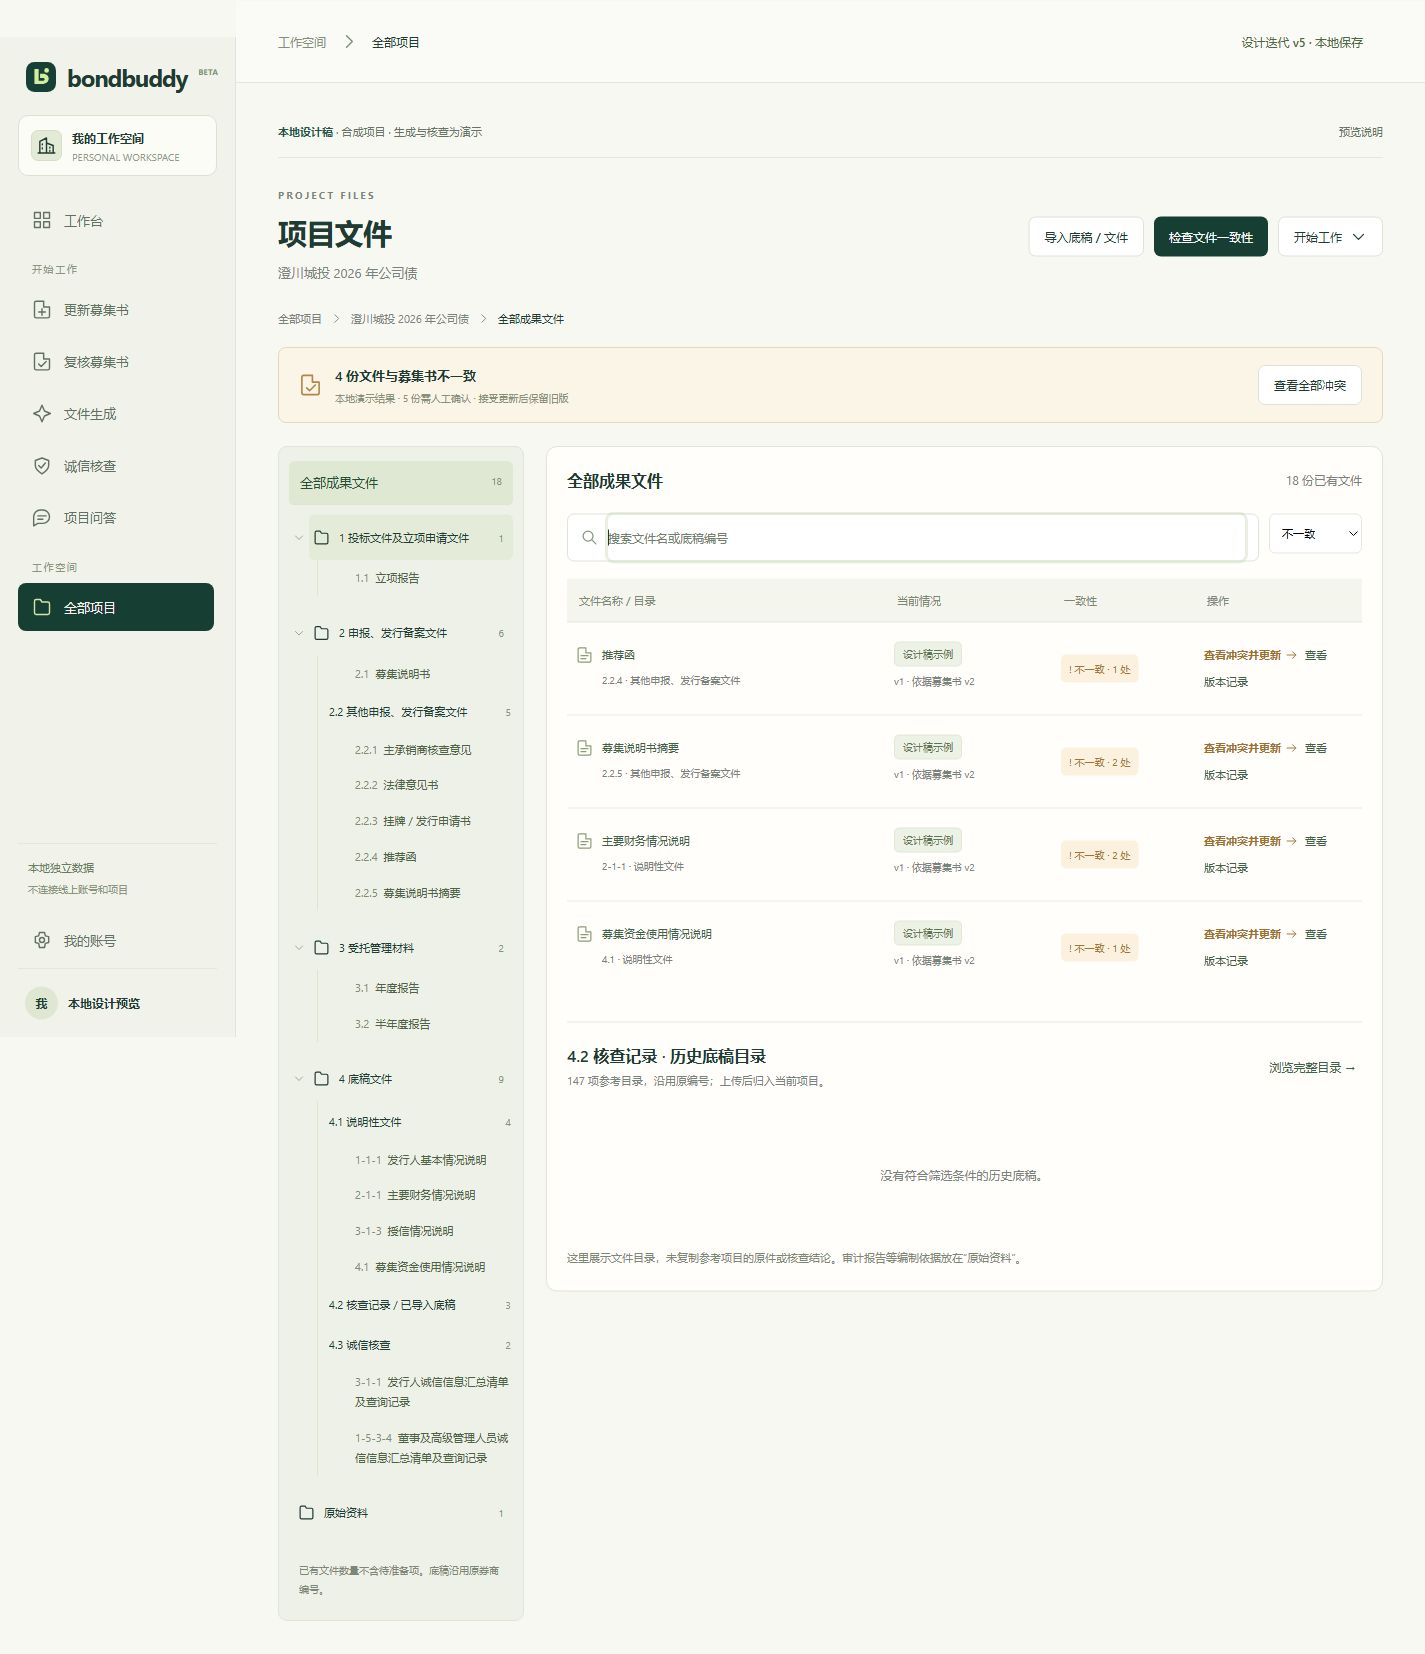 工作空间 > 全部项目
设计迭代 v5 · 本地保存
bondbuddy BETA
我的工作空间
PERSONAL WORKSPACE
工作台
开始工作
更新募集书
复核募集书
文件生成
诚信核查
项目问答
工作空间
全部项目
本地独立数据
不连接线上账号和项目
我的账号
我 本地设计预览
本地设计稿 · 合成项目 · 生成与核查为演示
预览说明
PROJECT FILES
项目文件
澄川城投 2026 年公司债
导入底稿 / 文件
检查文件一致性
开始工作
全部项目 > 澄川城投 2026 年公司债 > 全部成果文件
4 份文件与募集书不一致
本地演示结果 · 5 份需人工确认 · 接受更新后保留旧版
查看全部冲突
全部成果文件 18
1 投标文件及立项申请文件 1
1.1 立项报告
2 申报、发行备案文件 6
2.1 募集说明书
2.2 其他申报、发行备案文件 5
2.2.1 主承销商核查意见
2.2.2 法律意见书
2.2.3 挂牌 / 发行申请书
2.2.4 推荐函
2.2.5 募集说明书摘要
3 受托管理材料 2
3.1 年度报告
3.2 半年度报告
4 底稿文件 9
4.1 说明性文件 4
1-1-1 发行人基本情况说明
2-1-1 主要财务情况说明
3-1-3 授信情况说明
4.1 募集资金使用情况说明
4.2 核查记录 / 已导入底稿 3
4.3 诚信核查 2
3-1-1 发行人诚信信息汇总清单
及查询记录
1-5-3-4 董事及高级管理人员诚
信信息汇总清单及查询记录
原始资料 1
已有文件数量不含待准备项。底稿沿用原券商
编号。
全部成果文件
18 份已有文件
搜索文件名或底稿编号
不一致
文件名称 / 目录 当前情况 一致性 操作
推荐函
2.2.4 · 其他申报、发行备案文件
设计稿示例
v1 · 依据募集书 v2
! 不一致 · 1 处
查看冲突并更新 → 查看
版本记录
募集说明书摘要
2.2.5 · 其他申报、发行备案文件
设计稿示例
v1 · 依据募集书 v2
! 不一致 · 2 处
查看冲突并更新 → 查看
版本记录
主要财务情况说明
2-1-1 · 说明性文件
设计稿示例
v1 · 依据募集书 v2
! 不一致 · 2 处
查看冲突并更新 → 查看
版本记录
募集资金使用情况说明
4.1 · 说明性文件
设计稿示例
v1 · 依据募集书 v2
! 不一致 · 1 处
查看冲突并更新 → 查看
版本记录
4.2 核查记录 · 历史底稿目录
147 项参考目录，沿用原编号；上传后归入当前项目。
浏览完整目录 →
没有符合筛选条件的历史底稿。
这里展示文件目录，未复制参考项目的原件或核查结论。审计报告等编制依据放在“原始资料”。